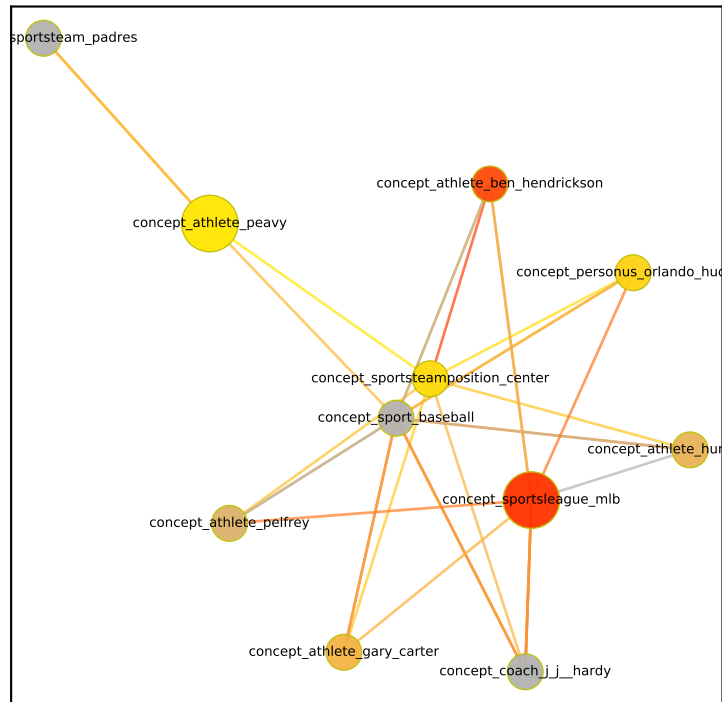 sportsteam_padres
concept_athlete_ben_hendrickson
concept_athlete_peavy
concept_personus_orlando_hud
concept_sportsteamposition_center
concept_sport_baseball
concept_athlete_hun
concept_sportsleague_mlb
concept_athlete_pelfrey
concept_athlete_gary_carter
concept_coach_j_j__hardy